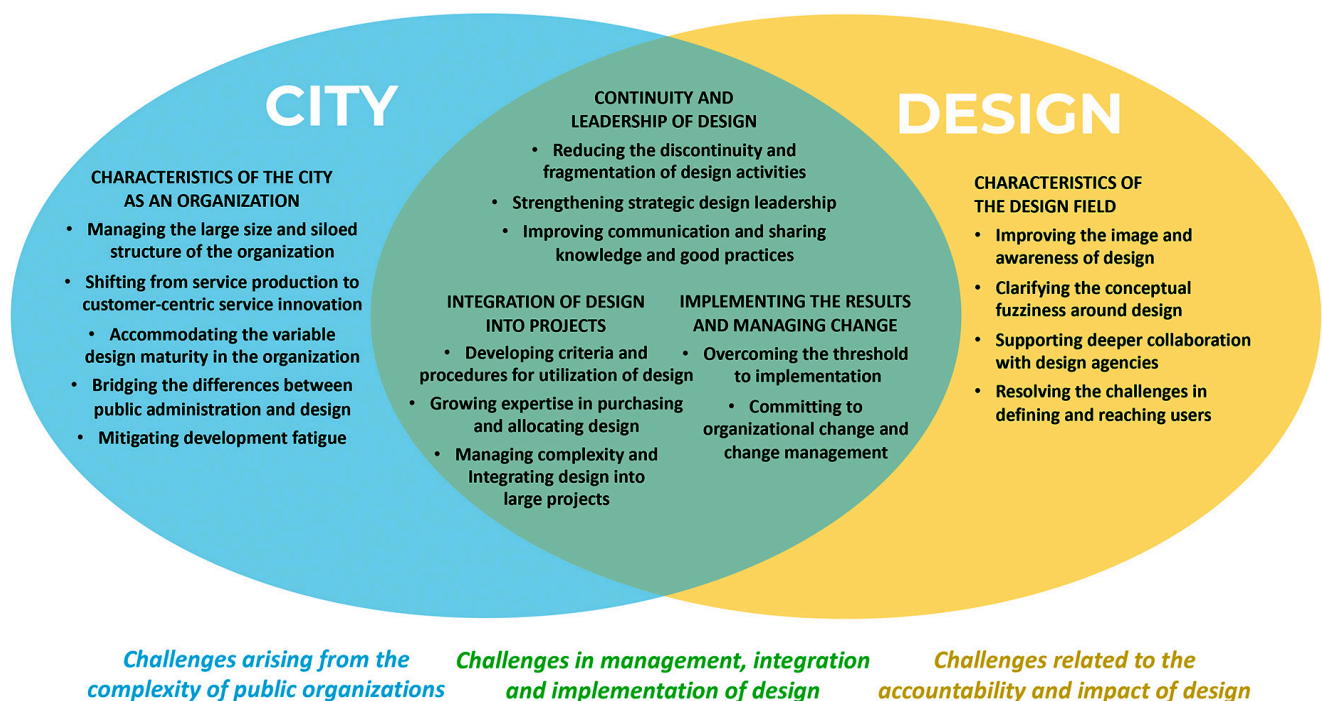 CITY
CHARACTERISTICS OF THE CITY
AS AN ORGANIZATION
• Managing the large size and siloed
structure of the organization
• Shifting from service production to
customer-centric service innovation
• Accommodating the variable
design maturity in the organization
• Bridging the differences between
public administration and design
• Mitigating development fatigue
CONTINUITY AND
LEADERSHIP OF DESIGN
• Reducing the discontinuity and
fragmentation of design activities
• Strengthening strategic design leadership
• Improving communication and sharing
knowledge and good practices
INTEGRATION OF DESIGN
INTO PROJECTS
• Developing criteria and
procedures for utilization of design
• Growing expertise in purchasing
and allocating design
• Managing complexity and
Integrating design into
large projects
IMPLEMENTING THE RESULTS
AND MANAGING CHANGE
• Overcoming the threshold
to implementation
• Committing to
organizational change and
change management
DESIGN
CHARACTERISTICS OF
THE DESIGN FIELD
• Improving the image and
awareness of design
• Clarifying the conceptual
fuzziness around design
• Supporting deeper collaboration
with design agencies
• Resolving the challenges in
defining and reaching users
Challenges arising from the
complexity of public organizations
Challenges in management, integration
and implementation of design
Challenges related to the
accountability and impact of design